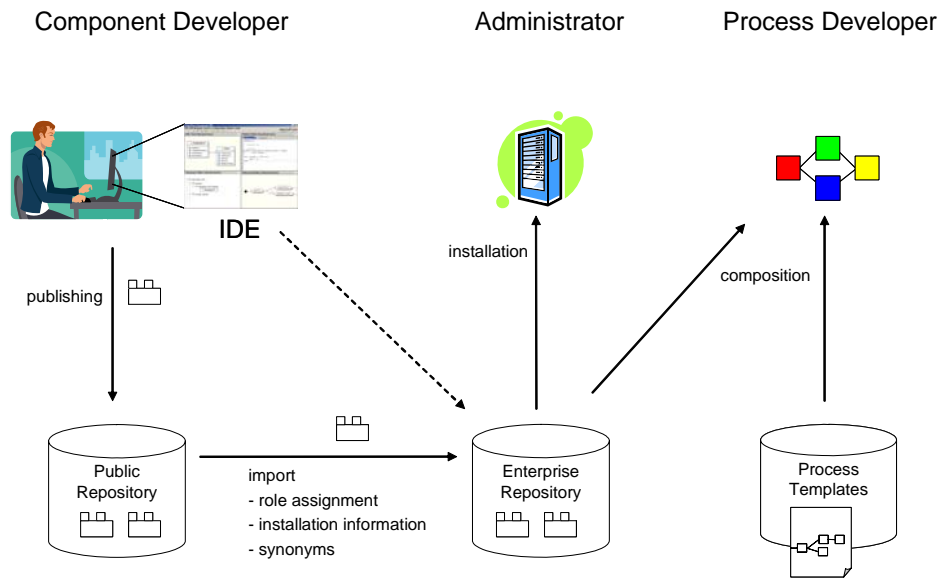 Component Developer
Administrator
Process Developer
IDE
installation
publishing
composition
Public
Repository
import
- role assignment
- installation information
- synonyms
Enterprise
Repository
Process
Templates